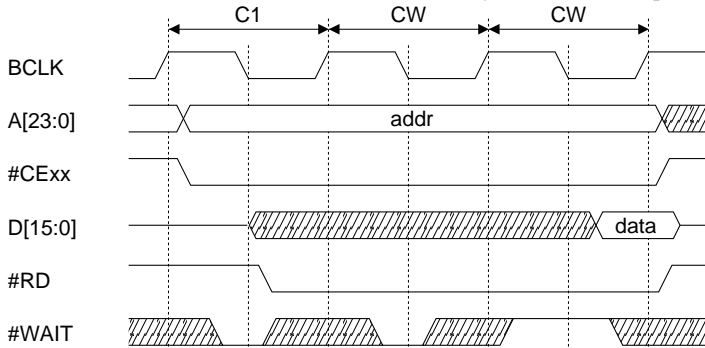 C1 CW CW
BCLK
A[23:0] addr
#CExx
D[15:0] data
#RD
#WAIT